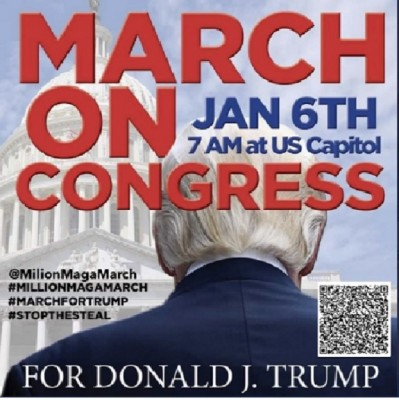 MARCH
ON
JAN 6TH
7 AM at US Capitol
CONGRESS
@MilionMagaMarch
#MILLIONMAGAMARCH
#MARCHFORTRUMP
#STOPTHESTEAL
FOR DONALD J. TRUMP